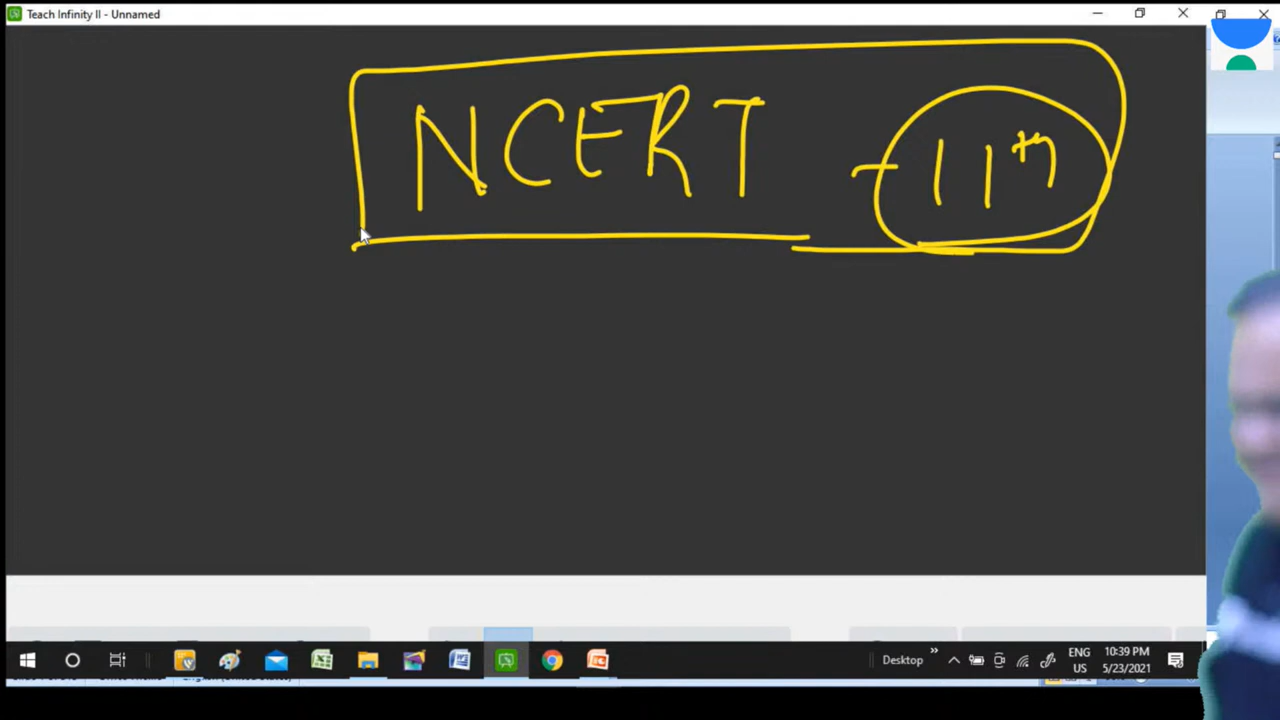 Teach Infinity II - Unnamed
NCERT - 11th
Desktop
ENG
US
10:39 PM
5/23/2021